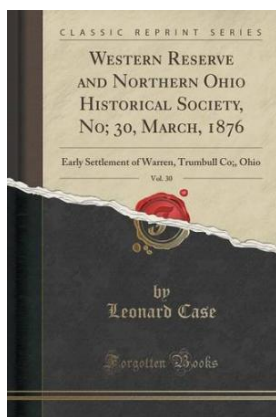 CLASSIC REPRINT SERIES
WESTERN RESERVE
AND NORTHERN OHIO
HISTORICAL SOCIETY,
NO; 30, MARCH, 1876
Early Settlement of Warren, Trumbull Co;, Ohio
Vol. 30
by
Leonard Case
Forgotten Books